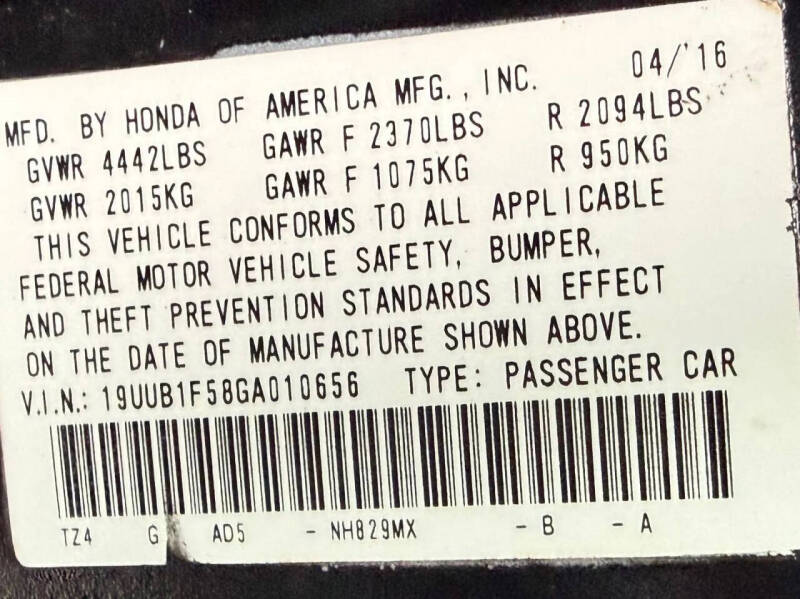 MFD. BY HONDA OF AMERICA MFG., INC. 04/'16
GVWR 4442LBS GAWR F 2370LBS R 2094LBS
GVWR 2015KG GAWR F 1075KG R 950KG
THIS VEHICLE CONFORMS TO ALL APPLICABLE
FEDERAL MOTOR VEHICLE SAFETY, BUMPER,
AND THEFT PREVENTION STANDARDS IN EFFECT
ON THE DATE OF MANUFACTURE SHOWN ABOVE.
V.I.N.: 19UUB1F58GA010656 TYPE: PASSENGER CAR
TZ4 G AD5 - NH829MX - B - A